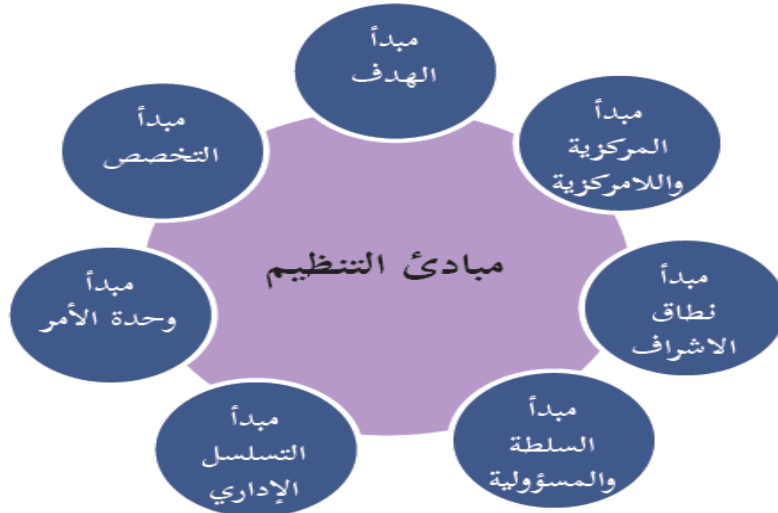 مبدأ
الهدف
مبدأ
المركزية
واللامركزية
مبدأ
نطاق
الاشراف
مبدأ
السلطة
والمسؤولية
مبدأ
التسلسل
الإداري
مبدأ
وحدة الأمر
مبدأ
التخصص
مبادئ التنظيم